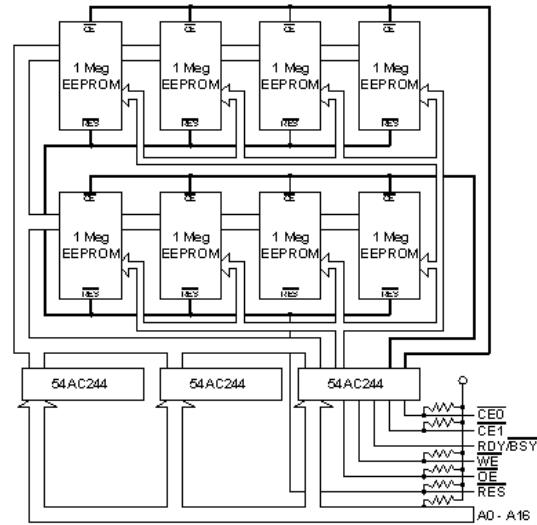 CE CE CE CE
1 Meg EEPROM 1 Meg EEPROM 1 Meg EEPROM 1 Meg EEPROM
RES RES RES RES
CE CE CE CE
1 Meg EEPROM 1 Meg EEPROM 1 Meg EEPROM 1 Meg EEPROM
RES RES RES RES
54AC244 54AC244 54AC244
CE0
CE1
RDY/BSY
WE
OE
RES
A0 - A16